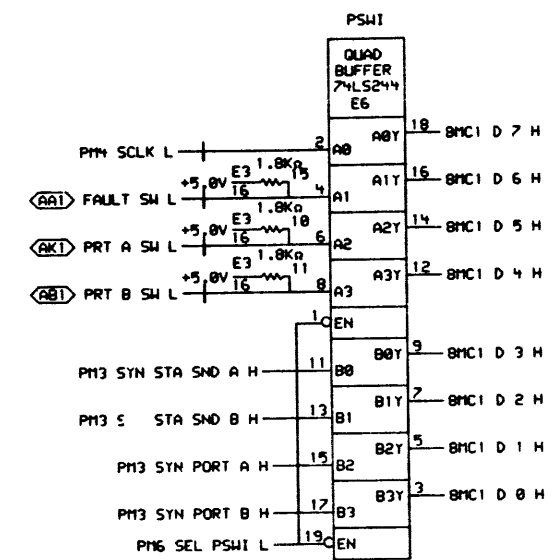 PSWI
QUAD
BUFFER
74LS244
E6
PM4 SCLK L 2 A0 A0Y 18 8MC1 D 7 H
+5.0V E3 16 1.8KΩ 15
AA1 FAULT SW L 4 A1 A1Y 16 8MC1 D 6 H
+5.0V E3 16 1.8KΩ 10
AK1 PRT A SW L 6 A2 A2Y 14 8MC1 D 5 H
+5.0V E3 16 1.8KΩ 11
AB1 PRT B SW L 8 A3 A3Y 12 8MC1 D 4 H
1 EN
PM3 SYN STA SND A H 11 B0 B0Y 9 8MC1 D 3 H
PM3 S STA SND B H 13 B1 B1Y 7 8MC1 D 2 H
PM3 SYN PORT A H 15 B2 B2Y 5 8MC1 D 1 H
PM3 SYN PORT B H 17 B3 B3Y 3 8MC1 D 0 H
PM6 SEL PSWI L 19 EN